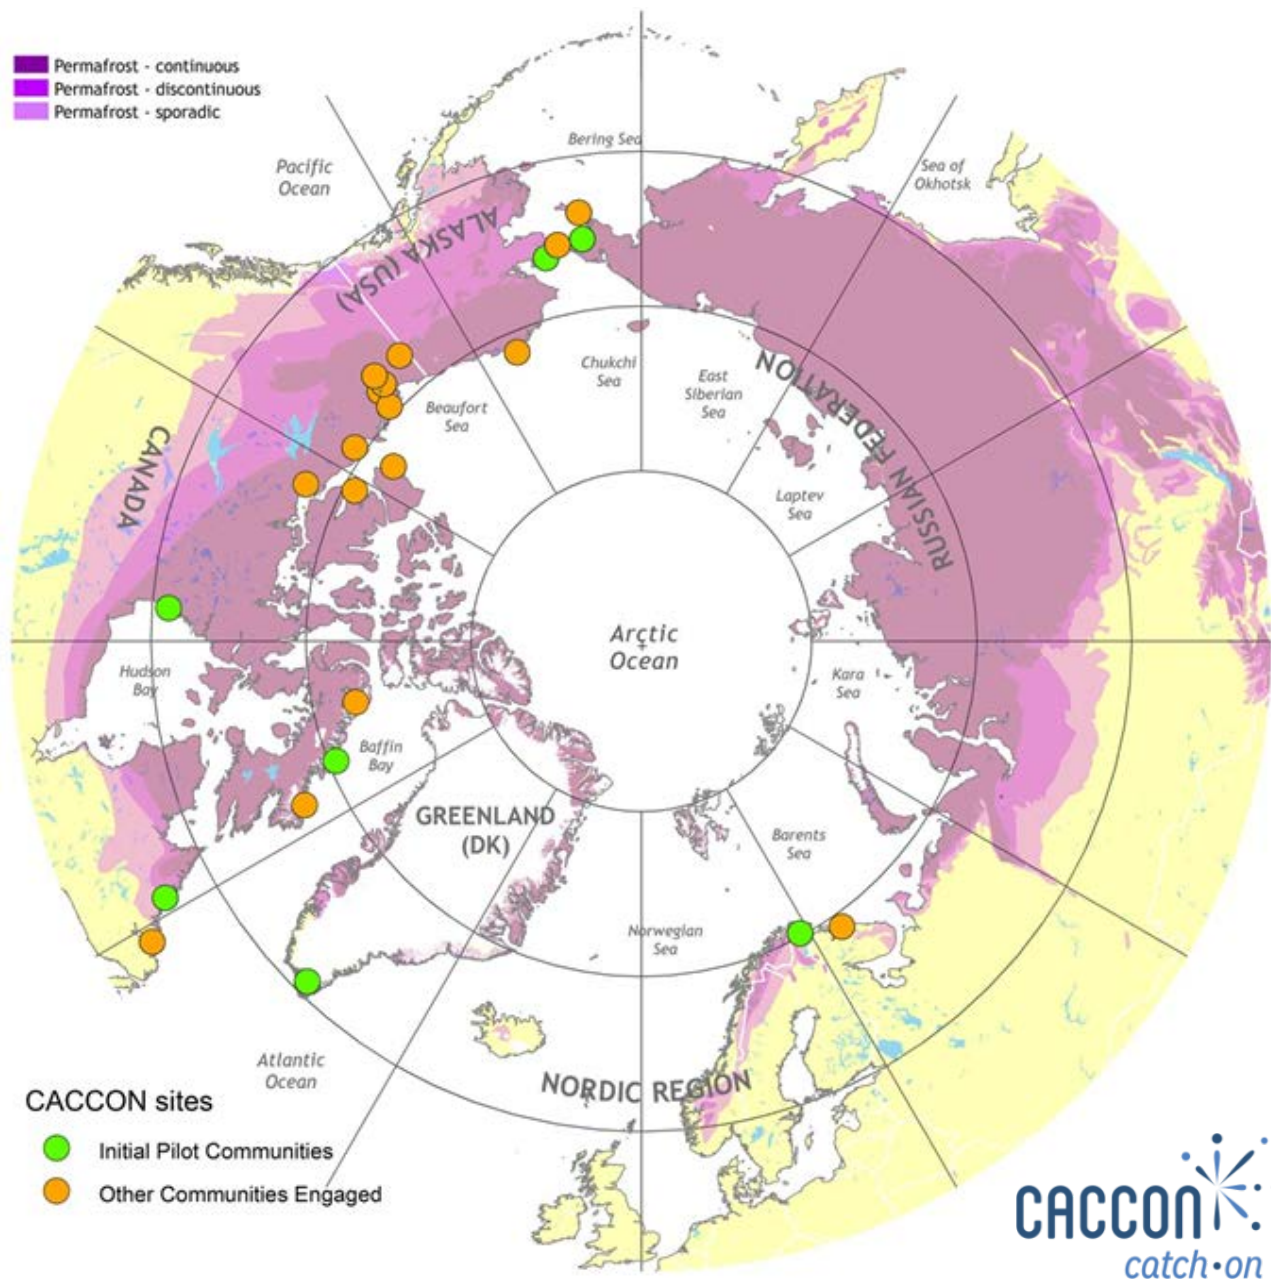 Permafrost - continuous
Permafrost - discontinuous
Permafrost - sporadic
Bering Sea
Pacific
Ocean
Sea of
Okhotsk
ALASKA (USA)
Chukchi
Sea
East
Siberian
Sea
RUSSIAN FEDERATION
Beaufort
Sea
CANADA
Laptev
Sea
Arctic
Ocean
Hudson
Bay
Kara
Sea
Baffin
Bay
GREENLAND
(DK)
Barents
Sea
Norwegian
Sea
Atlantic
Ocean
NORDIC REGION
CACCON sites
Initial Pilot Communities
Other Communities Engaged
CACCON
catch•on